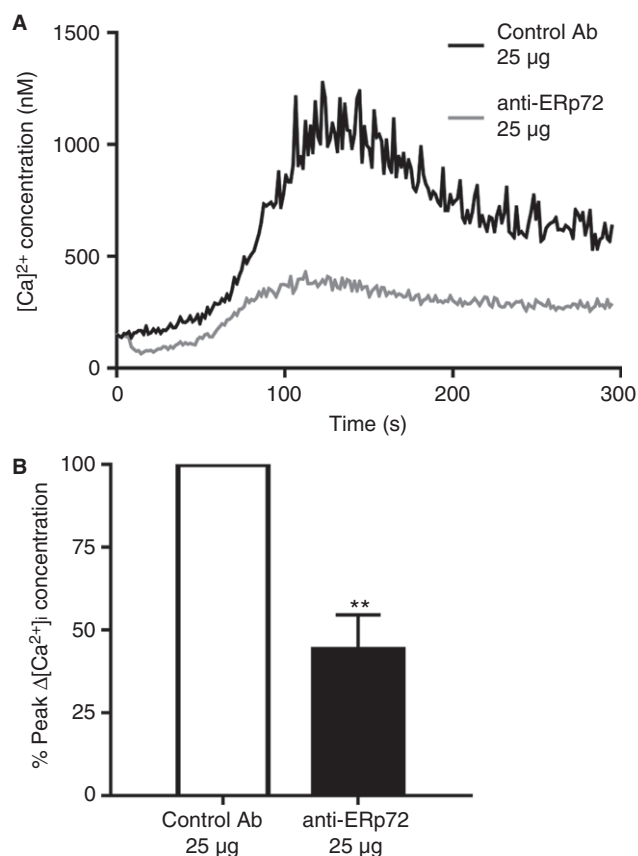 A
1500
1000
500
0
[Ca]²⁺ concentration (nM)
Control Ab
25 μg
anti-ERp72
25 μg
0
100
200
300
Time (s)
B
100
75
50
25
0
% Peak Δ[Ca²⁺]i concentration
**
Control Ab
25 μg
anti-ERp72
25 μg